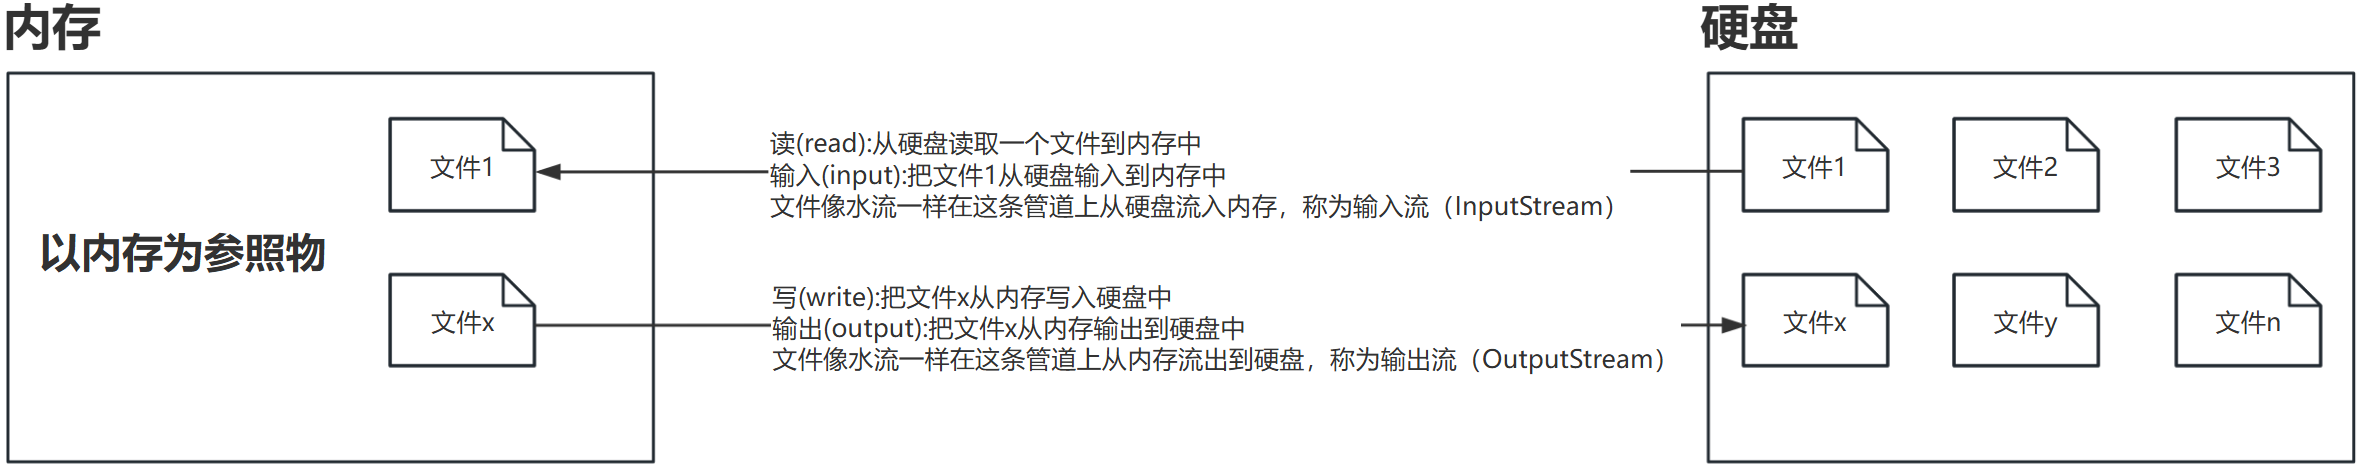 内存
硬盘
文件1
以内存为参照物
文件x
读(read):从硬盘读取一个文件到内存中
输入(input):把文件1从硬盘输入到内存中
文件像水流一样在这条管道上从硬盘流入内存，称为输入流（InputStream）
写(write):把文件x从内存写入硬盘中
输出(output):把文件x从内存输出到硬盘中
文件像水流一样在这条管道上从内存流出到硬盘，称为输出流（OutputStream）
文件1
文件2
文件3
文件x
文件y
文件n